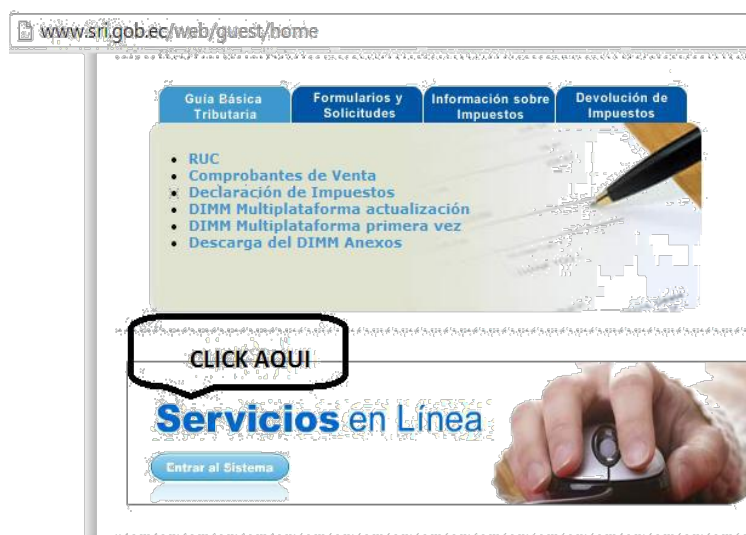 www.sri.gob.ec/web/guest/home
Guía Básica Tributaria
Formularios y Solicitudes
Información sobre Impuestos
Devolución de Impuestos
RUC
Comprobantes de Venta
Declaración de Impuestos
DIMM Multiplataforma actualización
DIMM Multiplataforma primera vez
Descarga del DIMM Anexos
CLICK AQUI
Servicios en Línea
Entrar al Sistema